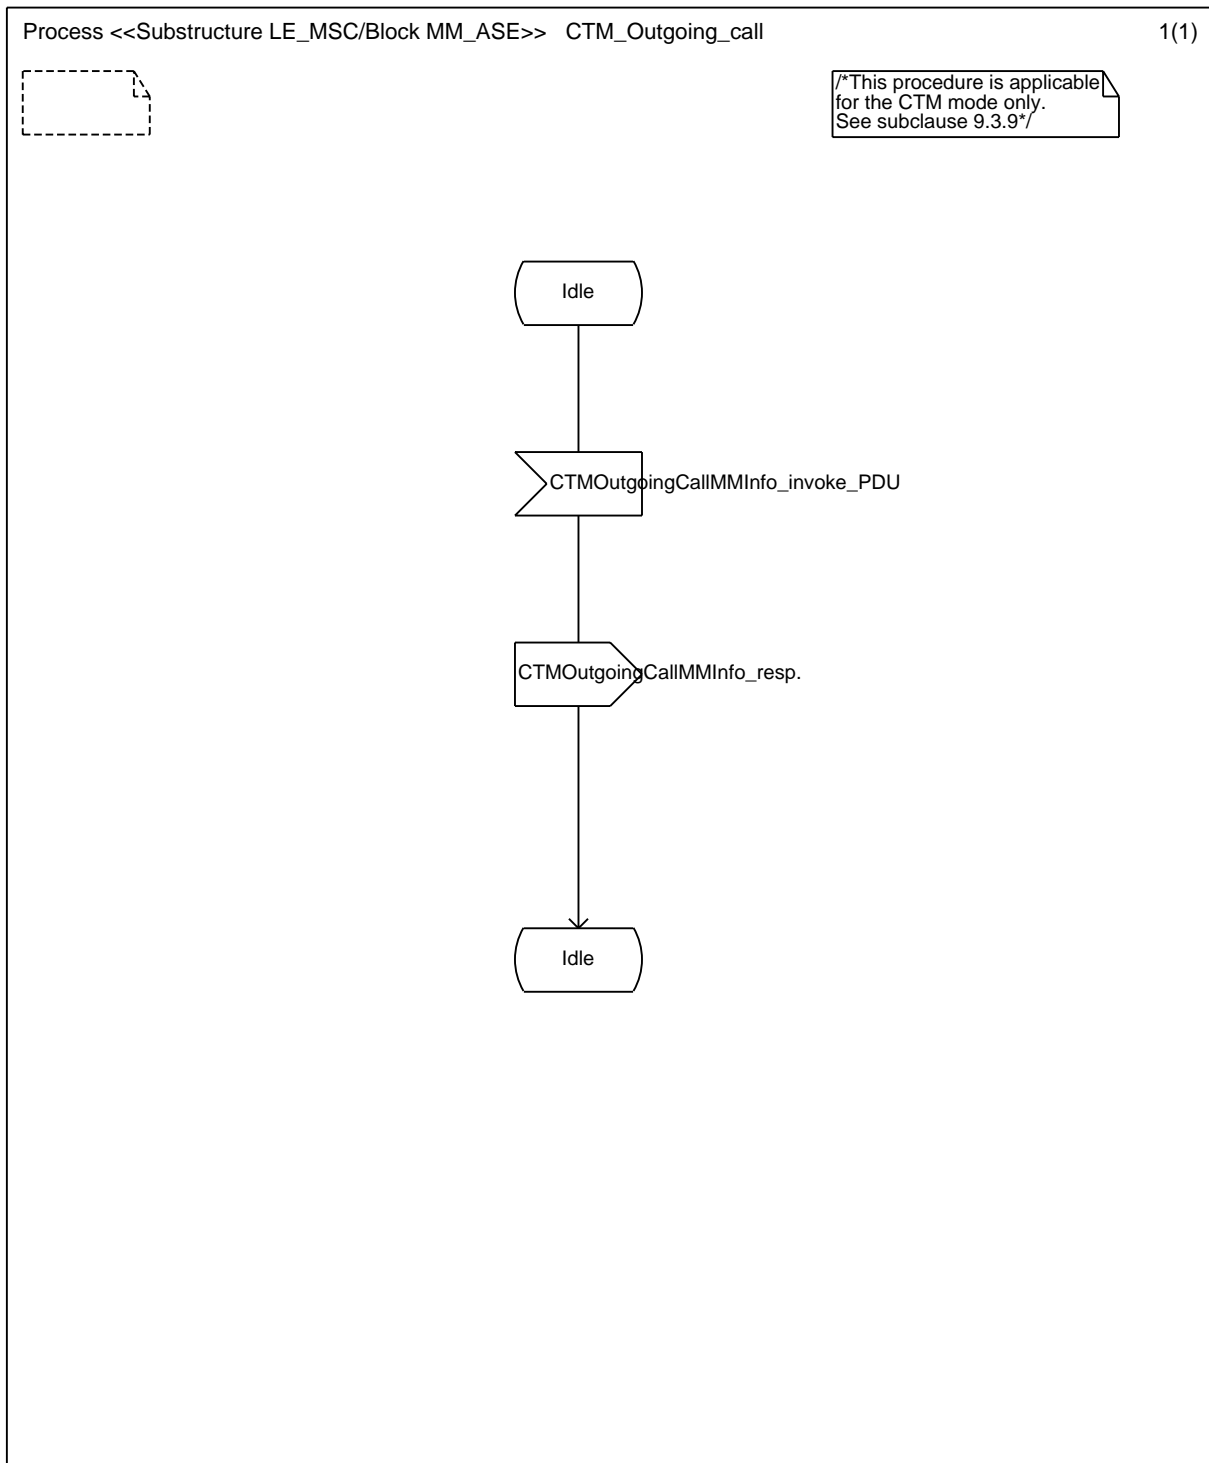 Process <<Substructure LE_MSC/Block MM_ASE>> CTM_Outgoing_call 1(1)
/*This procedure is applicable
for the CTM mode only.
See subclause 9.3.9*/
Idle
CTMOutgoingCallMMInfo_invoke_PDU
CTMOutgoingCallMMInfo_resp.
Idle